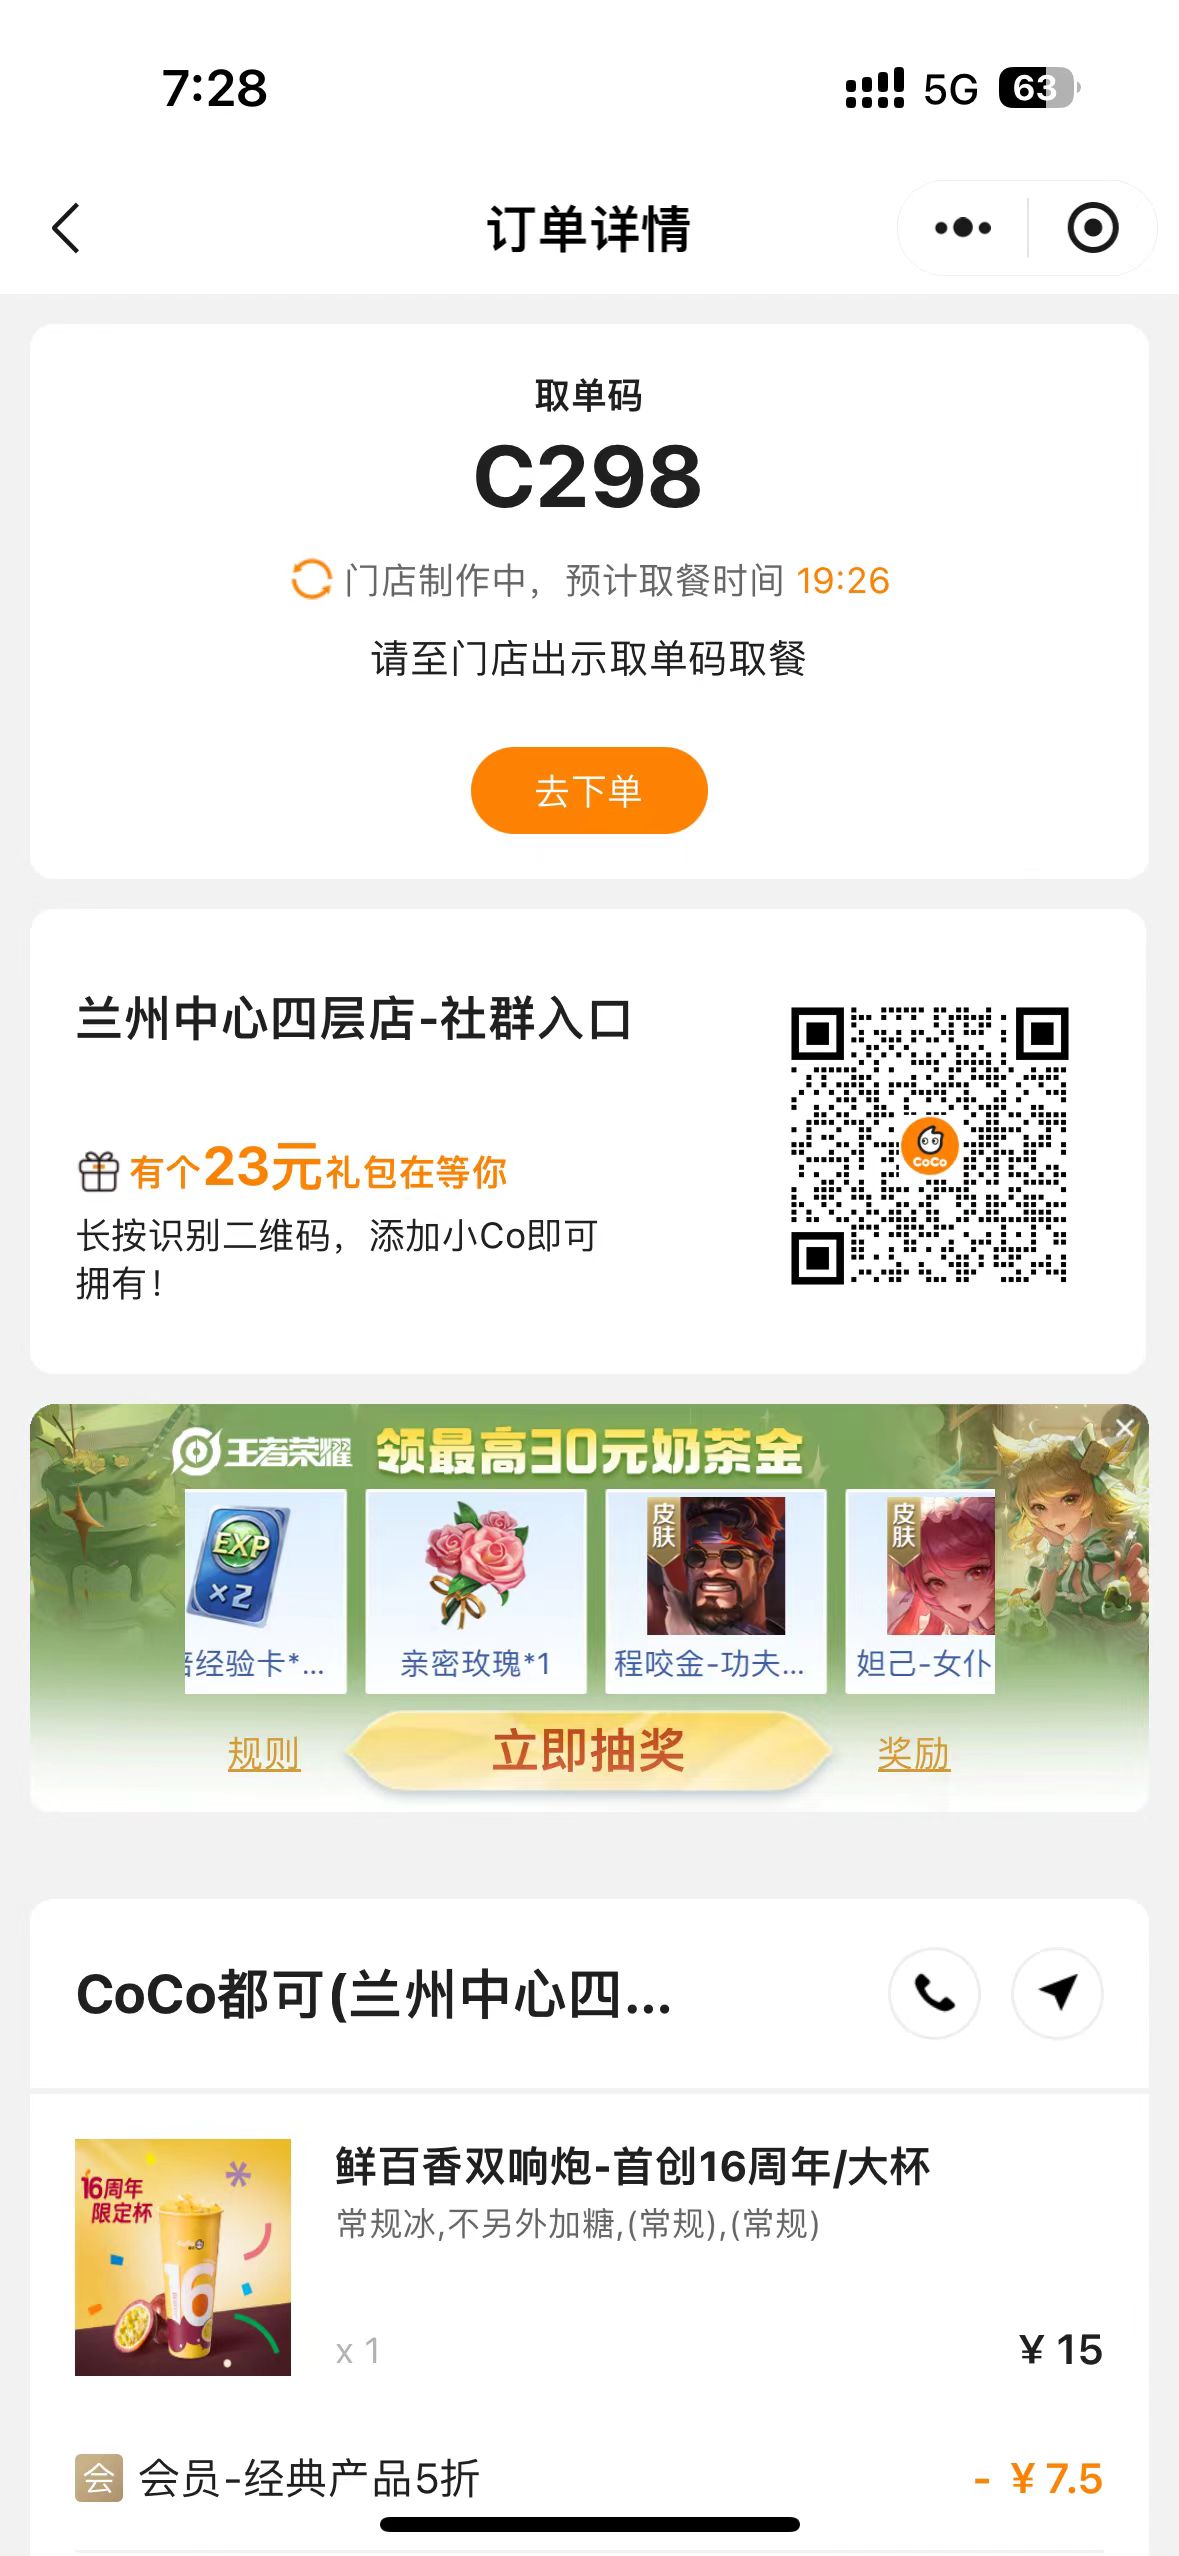 7:28
5G
63
订单详情
取单码
C298
门店制作中，预计取餐时间 19:26
请至门店出示取单码取餐
去下单
兰州中心四层店-社群入口
有个23元礼包在等你
长按识别二维码，添加小Co即可
拥有！
CoCo
王者荣耀 领最高30元奶茶金
EXP
×2
皮肤
皮肤
经验卡*...
亲密玫瑰*1
程咬金-功夫...
妲己-女仆
规则
立即抽奖
奖励
CoCo都可(兰州中心四...
16周年
限定杯
16
鲜百香双响炮-首创16周年/大杯
常规冰,不另外加糖,(常规),(常规)
x 1
¥ 15
会
会员-经典产品5折
- ¥ 7.5